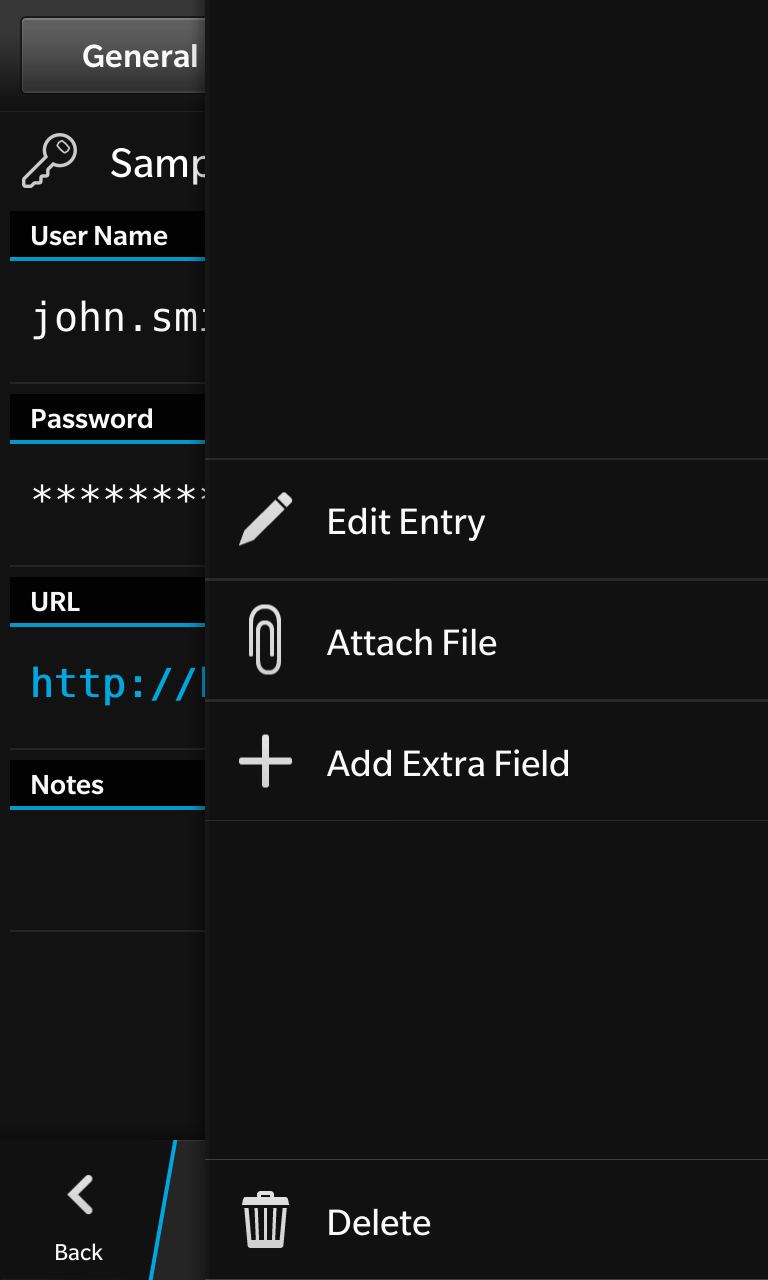 General
Samp
User Name
john.smi
Password
********
URL
http://
Notes
Edit Entry
Attach File
Add Extra Field
Back
Delete